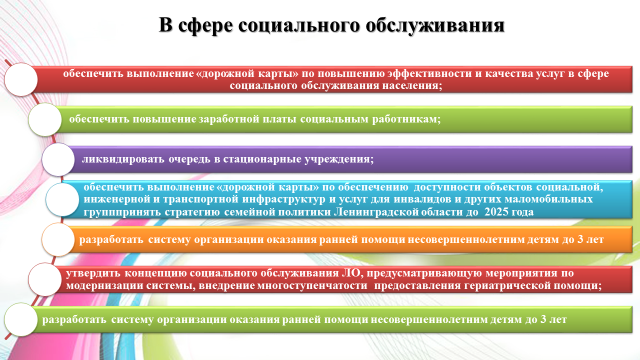 В сфере социального обслуживания
обеспечить выполнение «дорожной карты» по повышению эффективности и качества услуг в сфере
социального обслуживания населения;
обеспечить повышение заработной платы социальным работникам;
ликвидировать очередь в стационарные учреждения;
обеспечить выполнение «дорожной карты» по обеспечению доступности объектов социальной,
инженерной и транспортной инфраструктур и услуг для инвалидов и других маломобильных
группринять стратегию семейной политики Ленинградской области до 2025 года
разработать систему организации оказания ранней помощи несовершеннолетним детям до 3 лет
утвердить концепцию социального обслуживания ЛО, предусматривающую мероприятия по
модернизации системы, внедрение многоступенчатости предоставления гериатрической помощи;
разработать систему организации оказания ранней помощи несовершеннолетним детям до 3 лет